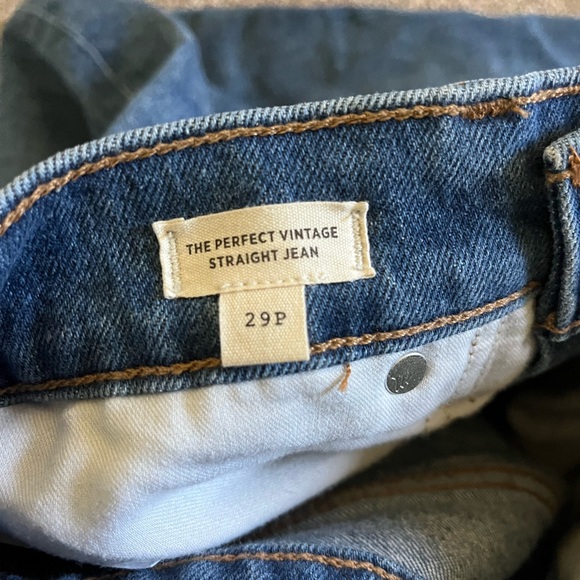 THE PERFECT VINTAGE
STRAIGHT JEAN
29P